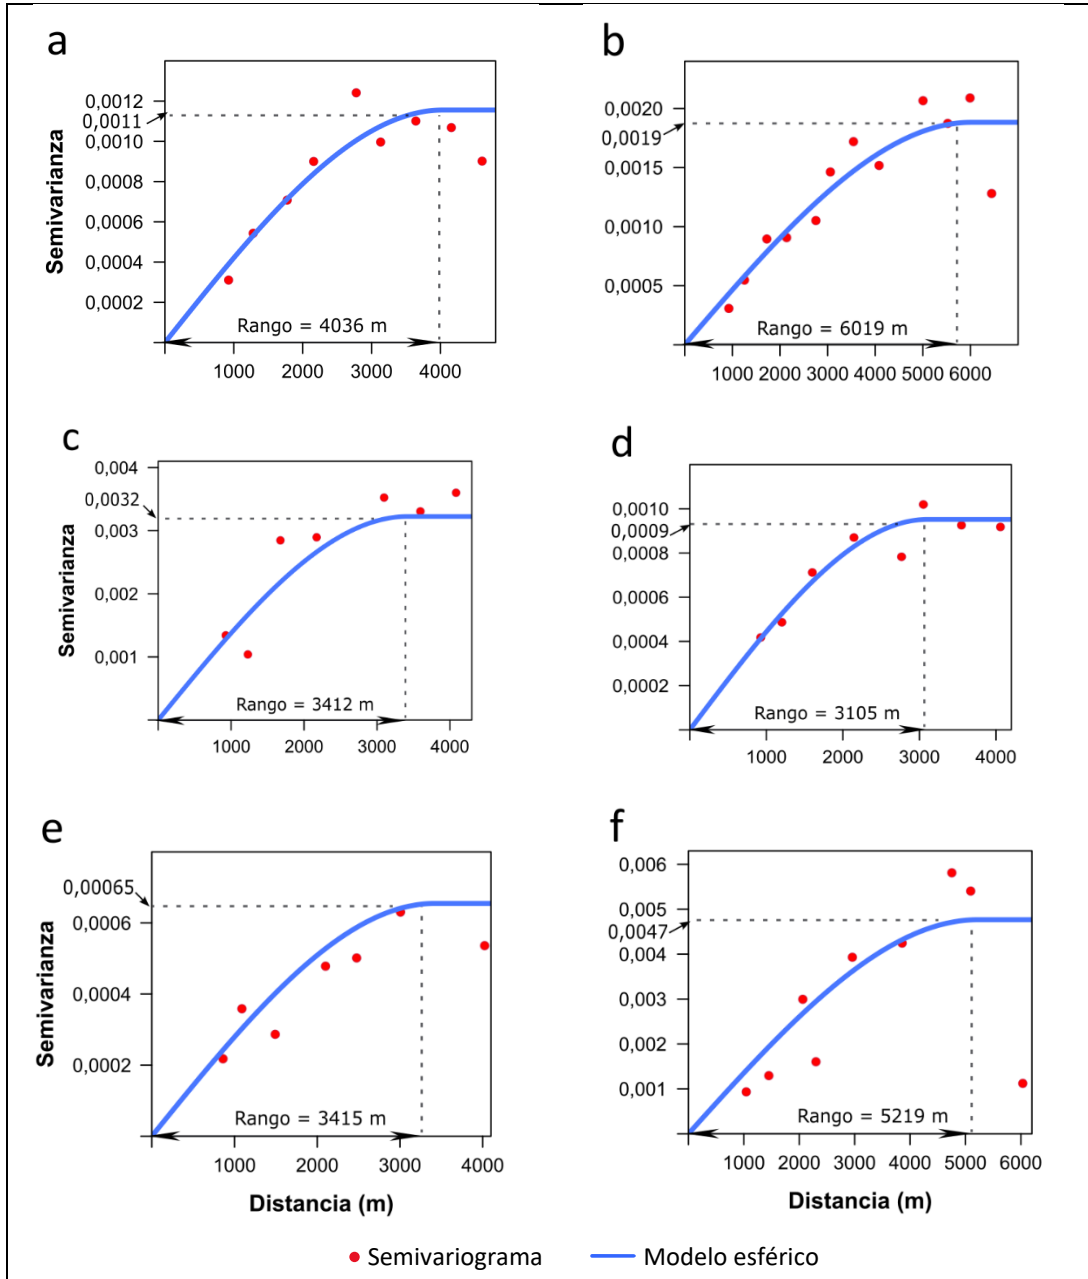 a
0,0012
0,0011
0,0010
0,0008
0,0006
0,0004
0,0002
Semivarianza
Rango = 4036 m
1000 2000 3000 4000
b
0,0020
0,0019
0,0015
0,0010
0,0005
Rango = 6019 m
1000 2000 3000 4000 5000 6000
c
0,004
0,0032
0,003
0,002
0,001
Semivarianza
Rango = 3412 m
1000 2000 3000 4000
d
0,0010
0,0009
0,0008
0,0006
0,0004
0,0002
Rango = 3105 m
1000 2000 3000 4000
e
0,00065
0,0006
0,0004
0,0002
Semivarianza
Rango = 3415 m
1000 2000 3000 4000
Distancia (m)
f
0,006
0,005
0,0047
0,004
0,003
0,002
0,001
Rango = 5219 m
1000 2000 3000 4000 5000 6000
Distancia (m)
Semivariograma
Modelo esférico